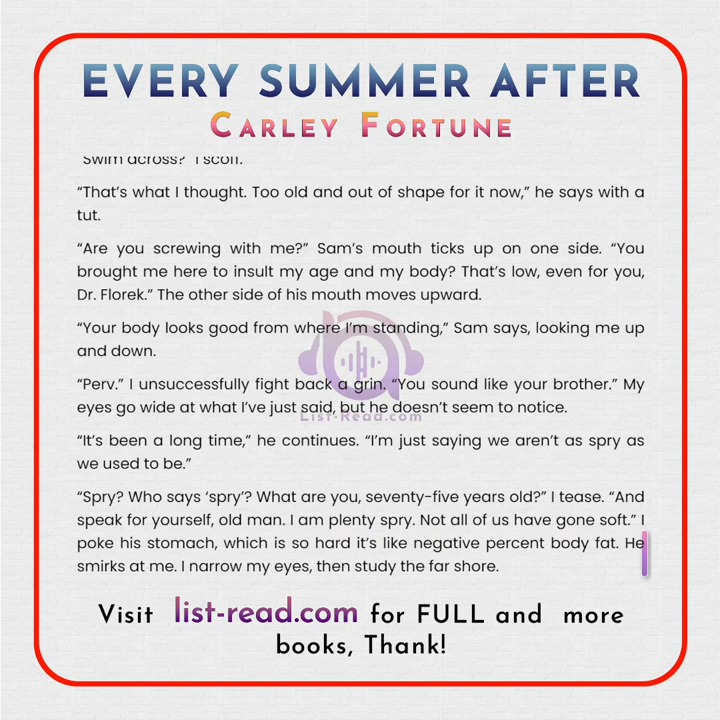 EVERY SUMMER AFTER
CARLEY FORTUNE
"Swim across?" I scoff.
“That’s what I thought. Too old and out of shape for it now,” he says with a
tut.
“Are you screwing with me?” Sam’s mouth ticks up on one side. “You
brought me here to insult my age and my body? That’s low, even for you,
Dr. Florek.” The other side of his mouth moves upward.
“Your body looks good from where I’m standing,” Sam says, looking me up
and down.
“Perv.” I unsuccessfully fight back a grin. “You sound like your brother.” My
eyes go wide at what I’ve just said, but he doesn’t seem to notice.
List-Read.com
“It’s been a long time,” he continues. “I’m just saying we aren’t as spry as
we used to be.”
“Spry? Who says ‘spry’? What are you, seventy-five years old?” I tease. “And
speak for yourself, old man. I am plenty spry. Not all of us have gone soft.” I
poke his stomach, which is so hard it’s like negative percent body fat. He
smirks at me. I narrow my eyes, then study the far shore.
Visit list-read.com for FULL and more
books, Thank!